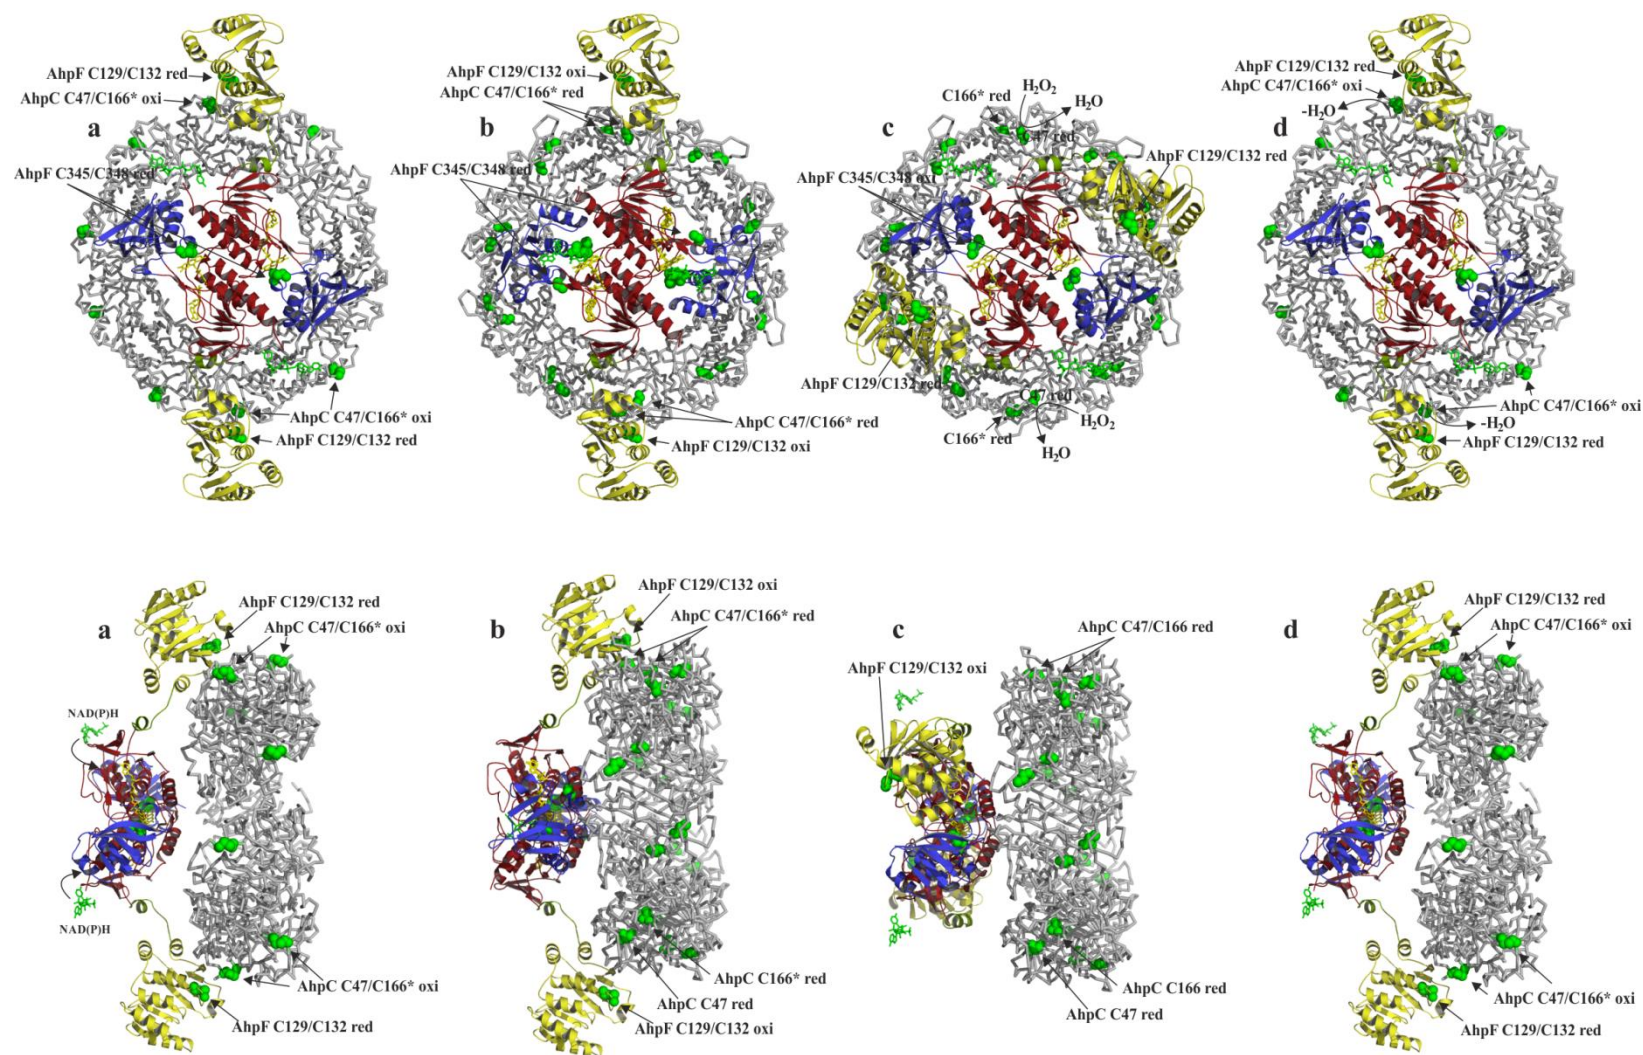 AhpF C129/C132 red
AhpC C47/C166* oxi
a
AhpF C345/C348 red
AhpC C47/C166* oxi
AhpF C129/C132 red
AhpF C129/C132 oxi
AhpC C47/C166* red
b
AhpF C345/C348 red
AhpC C47/C166* red
AhpF C129/C132 oxi
C166* red
H₂O₂
H₂O
C47 red
c
AhpF C129/C132 red
AhpF C345/C348 oxi
AhpF C129/C132 red
C47 red
C166* red
H₂O₂
H₂O
AhpF C129/C132 red
AhpC C47/C166* oxi
-H₂O
d
AhpC C47/C166* oxi
-H₂O
AhpF C129/C132 red
a
AhpF C129/C132 red
AhpC C47/C166* oxi
NAD(P)H
NAD(P)H
AhpC C47/C166* oxi
AhpF C129/C132 red
b
AhpF C129/C132 oxi
AhpC C47/C166* red
AhpC C166* red
AhpC C47 red
AhpF C129/C132 oxi
c
AhpC C47/C166 red
AhpF C129/C132 oxi
AhpC C166 red
AhpC C47 red
d
AhpF C129/C132 red
AhpC C47/C166* oxi
AhpC C47/C166* oxi
AhpF C129/C132 red